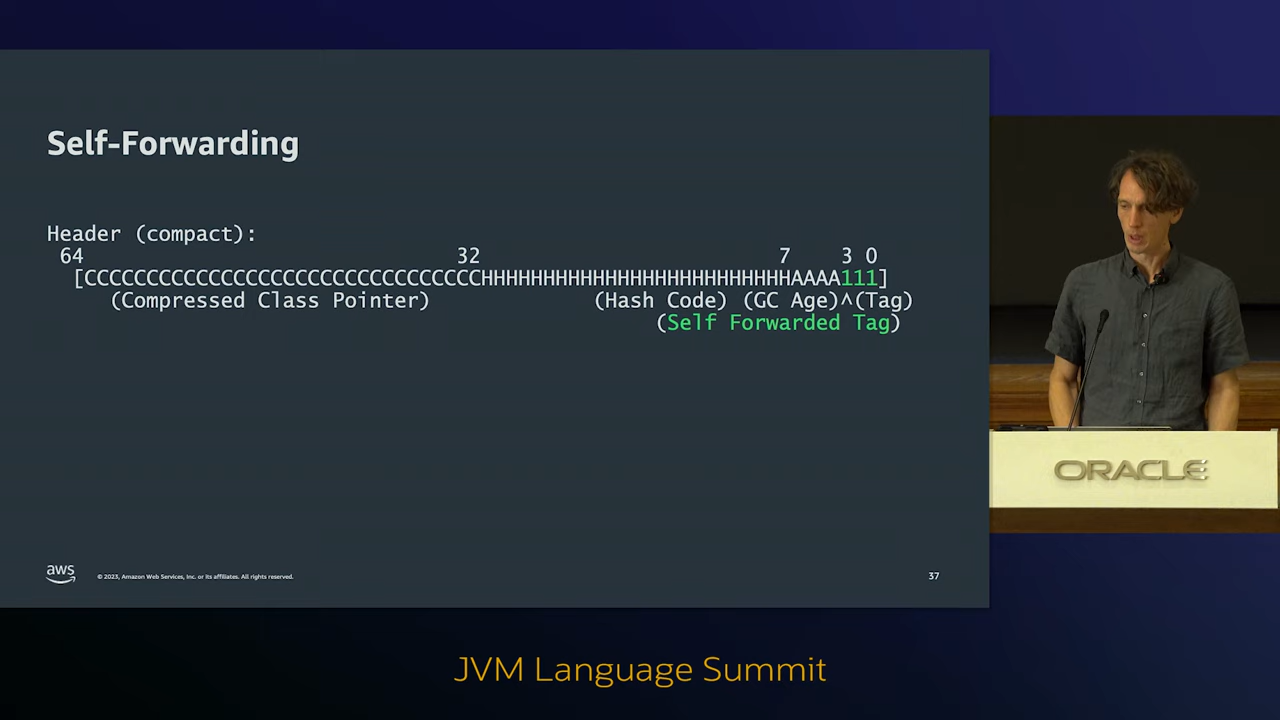 Self-Forwarding
Header (compact):
64 32 7 3 0
[CCCCCCCCCCCCCCCCCCCCCCCCCCCCCCCCHHHHHHHHHHHHHHHHHHHHHHHHHAAAA111]
(Compressed Class Pointer) (Hash Code) (GC Age)^(Tag)
(Self Forwarded Tag)
aws
© 2023, Amazon Web Services, Inc. or its affiliates. All rights reserved.
37
ORACLE
JVM Language Summit